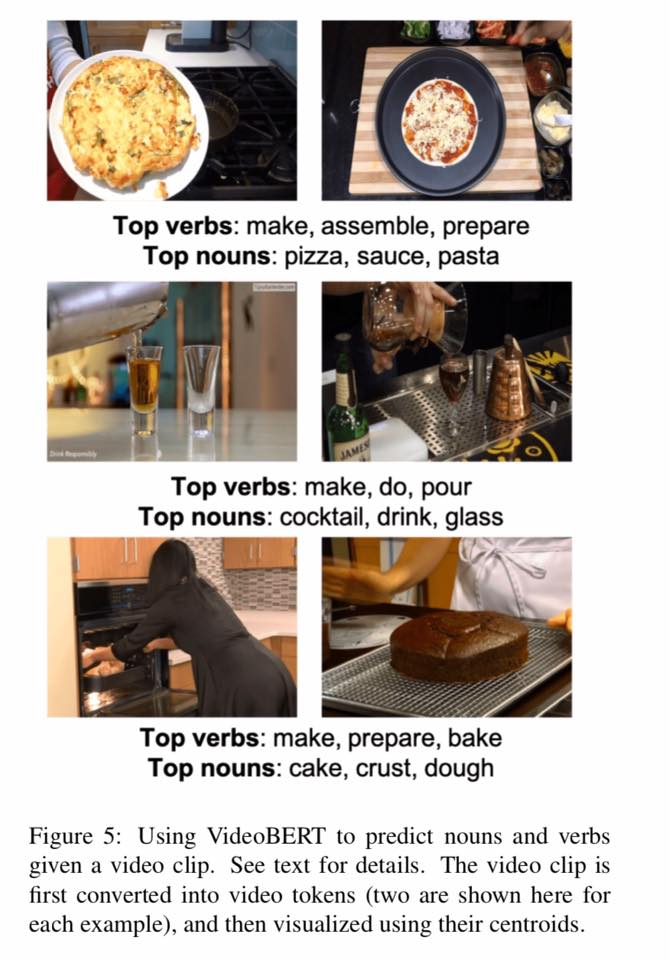 Drink Responsibly
JAMES
Top verbs: make, assemble, prepare
Top nouns: pizza, sauce, pasta
Top verbs: make, do, pour
Top nouns: cocktail, drink, glass
Top verbs: make, prepare, bake
Top nouns: cake, crust, dough
Figure 5: Using VideoBERT to predict nouns and verbs
given a video clip. See text for details. The video clip is
first converted into video tokens (two are shown here for
each example), and then visualized using their centroids.